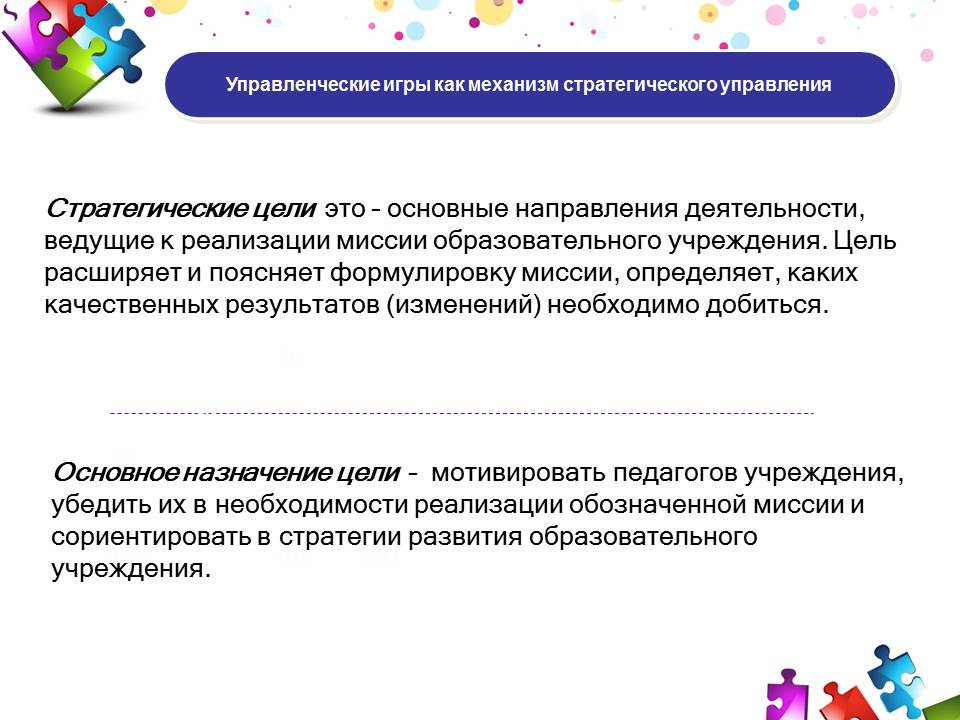 Управленческие игры как механизм стратегического управления
Стратегические цели это - основные направления деятельности,
ведущие к реализации миссии образовательного учреждения. Цель
расширяет и поясняет формулировку миссии, определяет, каких
качественных результатов (изменений) необходимо добиться.
Основное назначение цели - мотивировать педагогов учреждения,
убедить их в необходимости реализации обозначенной миссии и
сориентировать в стратегии развития образовательного
учреждения.